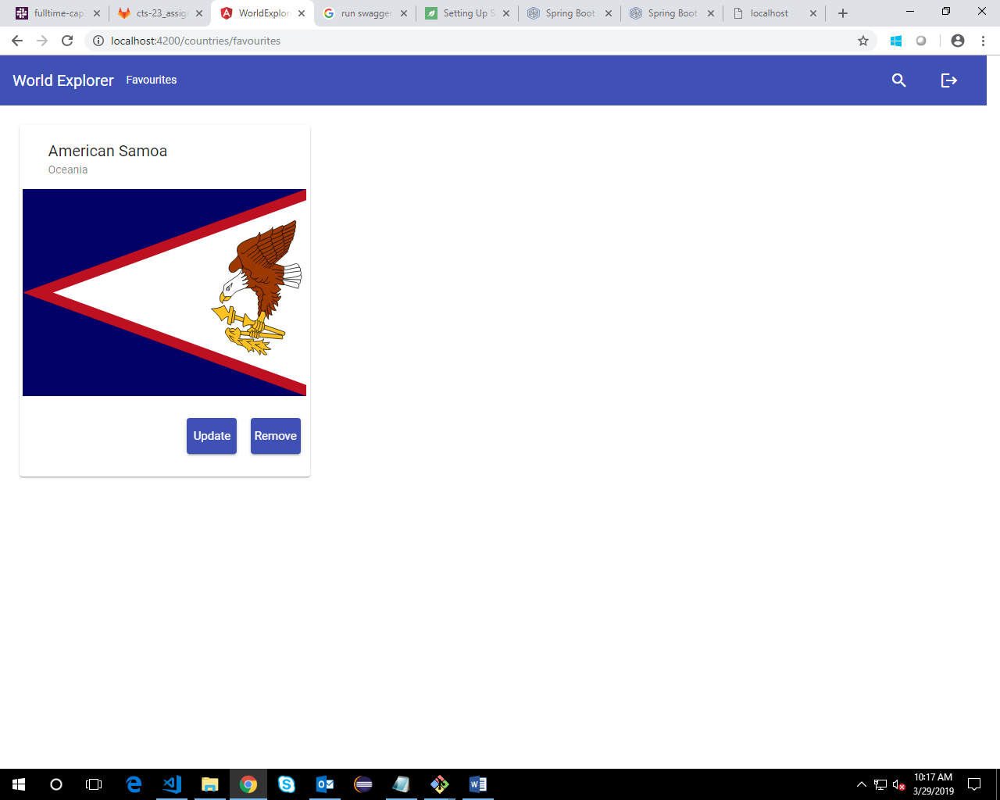 fulltime-cap
cts-23_assig
WorldExplor
run swagger
Setting Up S
Spring Boot
Spring Boot
localhost
localhost:4200/countries/favourites
World Explorer
Favourites
American Samoa
Oceania
Update
Remove
10:17 AM
3/29/2019